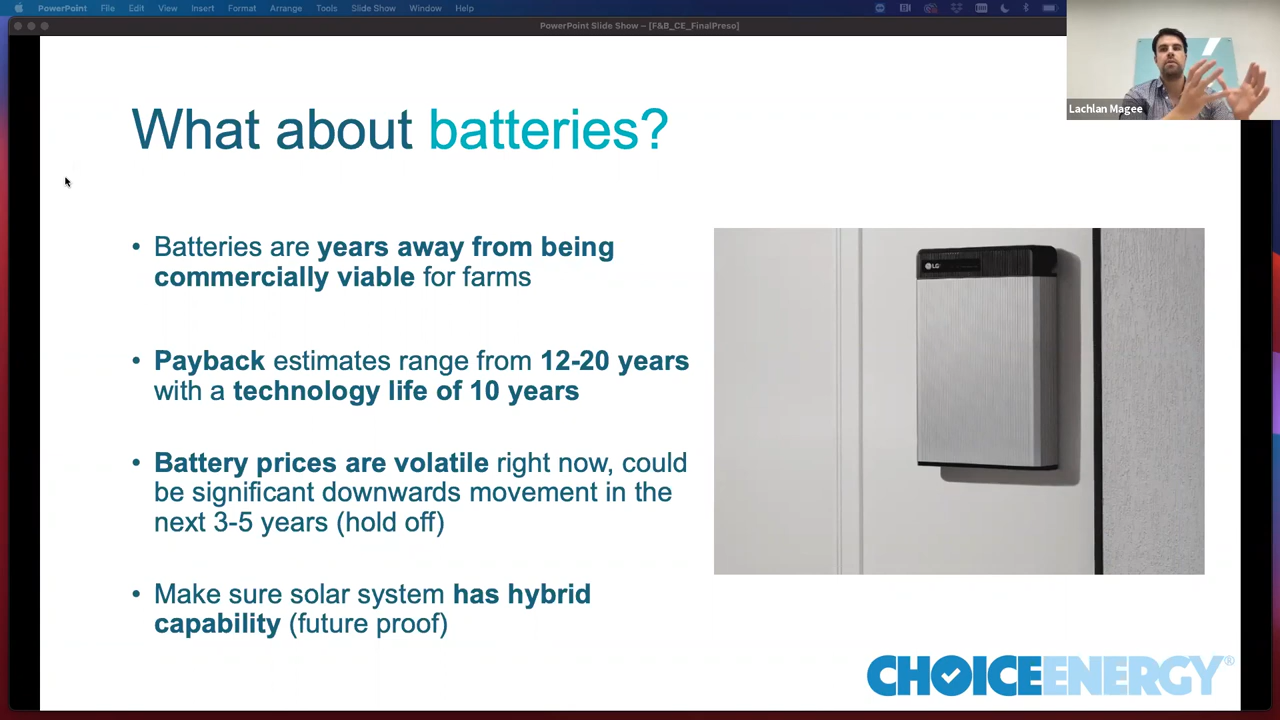 PowerPoint File Edit View Insert Format Arrange Tools Slide Show Window Help
PowerPoint Slide Show – [F&B_CE_FinalPreso]
Lachlan Magee
What about batteries?
• Batteries are years away from being
commercially viable for farms
• Payback estimates range from 12-20 years
with a technology life of 10 years
• Battery prices are volatile right now, could
be significant downwards movement in the
next 3-5 years (hold off)
• Make sure solar system has hybrid
capability (future proof)
LG
CHOICEENERGY®